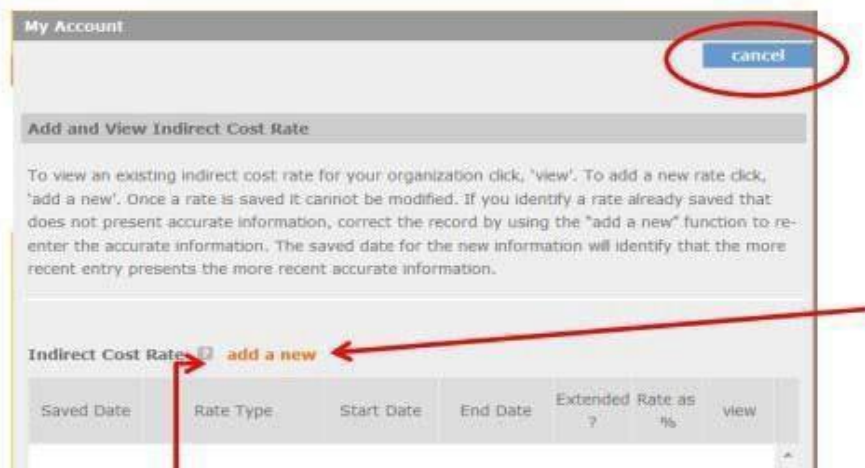 My Account
cancel
Add and View Indirect Cost Rate
To view an existing indirect cost rate for your organization click, 'view'. To add a new rate click,
'add a new'. Once a rate is saved it cannot be modified. If you identify a rate already saved that
does not present accurate information, correct the record by using the "add a new" function to re-
enter the accurate information. The saved date for the new information will identify that the more
recent entry presents the more recent accurate information.
Indirect Cost Rate ? add a new
Saved Date Rate Type Start Date End Date Extended ? Rate as % view